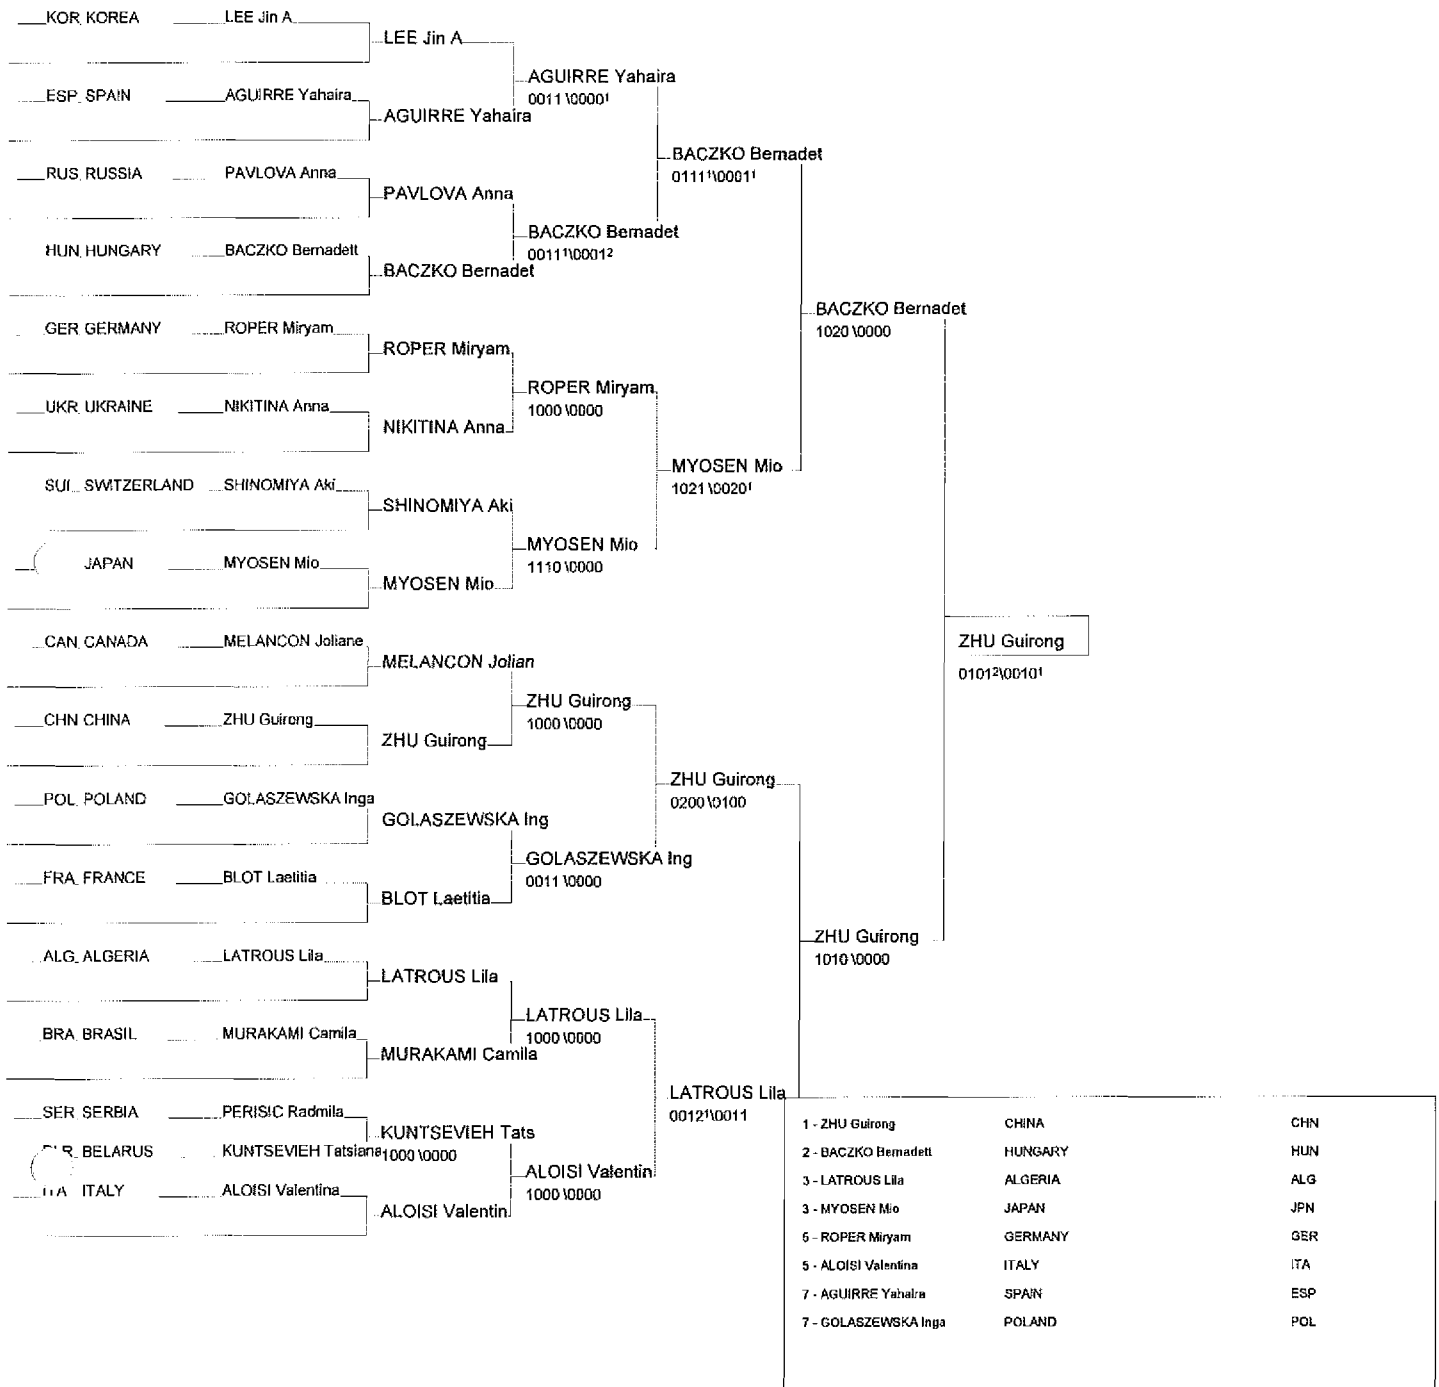 KOR KOREA LEE Jin A
LEE Jin A
AGUIRRE Yahaira
0011\0000¹
ESP SPAIN AGUIRRE Yahaira
AGUIRRE Yahaira
BACZKO Bernadet
0111¹\0001¹
RUS RUSSIA PAVLOVA Anna
PAVLOVA Anna
BACZKO Bernadet
0011¹\0001²
HUN HUNGARY BACZKO Bernadett
BACZKO Bernadet
BACZKO Bernadet
1020\0000
GER GERMANY ROPER Miryam
ROPER Miryam
ROPER Miryam
1000\0000
UKR UKRAINE NIKITINA Anna
NIKITINA Anna
MYOSEN Mio
1021\0020¹
SUI SWITZERLAND SHINOMIYA Aki
SHINOMIYA Aki
MYOSEN Mio
1110\0000
JAPAN MYOSEN Mio
MYOSEN Mio
ZHU Guirong
0101²\0010¹
CAN CANADA MELANCON Joliane
MELANCON Jolian
ZHU Guirong
1000\0000
CHN CHINA ZHU Guirong
ZHU Guirong
ZHU Guirong
0200\0100
POL POLAND GOLASZEWSKA Inga
GOLASZEWSKA Ing
GOLASZEWSKA Ing
0011\0000
FRA FRANCE BLOT Laetitia
BLOT Laetitia
ZHU Guirong
1010\0000
ALG ALGERIA LATROUS Lila
LATROUS Lila
LATROUS Lila
1000\0000
BRA BRASIL MURAKAMI Camila
MURAKAMI Camila
LATROUS Lila
0012¹\0011
SER SERBIA PERISIC Radmila
KUNTSEVIEH Tats
1000\0000
BELARUS KUNTSEVIEH Tatsiana
ALOISI Valentin
1000\0000
ITA ITALY ALOISI Valentina
ALOISI Valentin
1 - ZHU Guirong CHINA CHN
2 - BACZKO Bernadett HUNGARY HUN
3 - LATROUS Lila ALGERIA ALG
3 - MYOSEN Mio JAPAN JPN
5 - ROPER Miryam GERMANY GER
5 - ALOISI Valentina ITALY ITA
7 - AGUIRRE Yahaira SPAIN ESP
7 - GOLASZEWSKA Inga POLAND POL